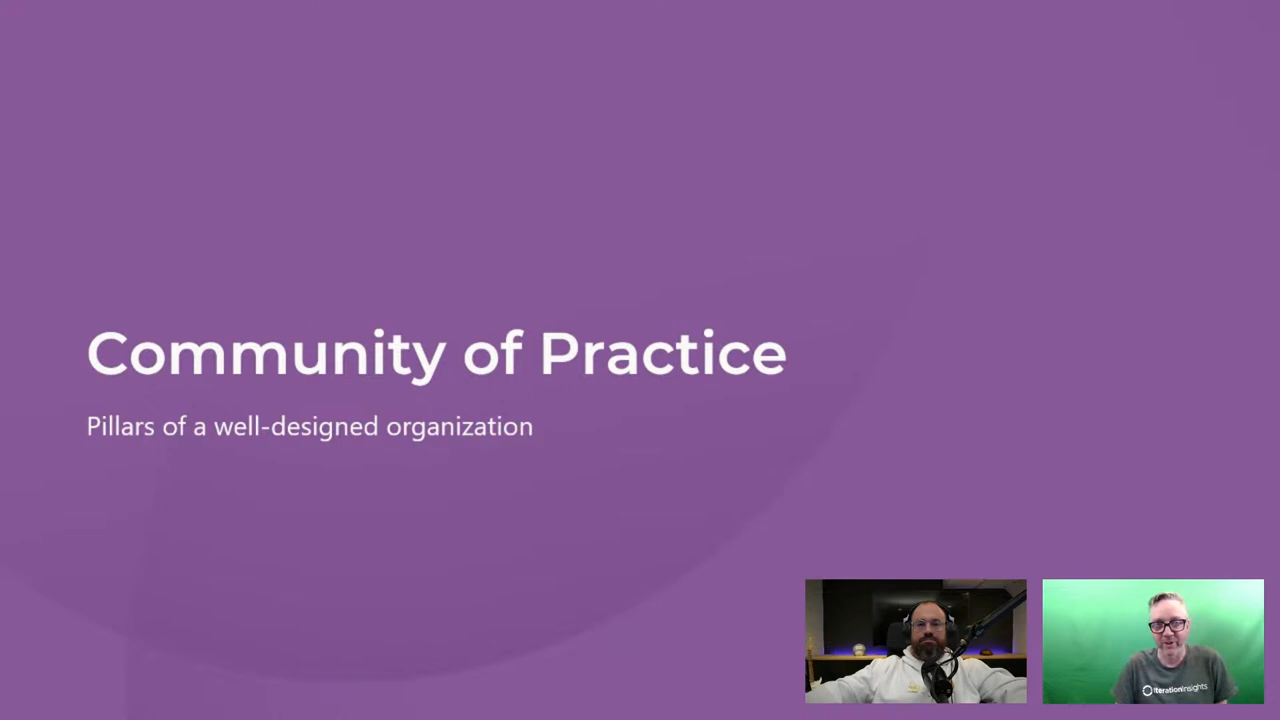 Community of Practice
Pillars of a well-designed organization
IterationInsights